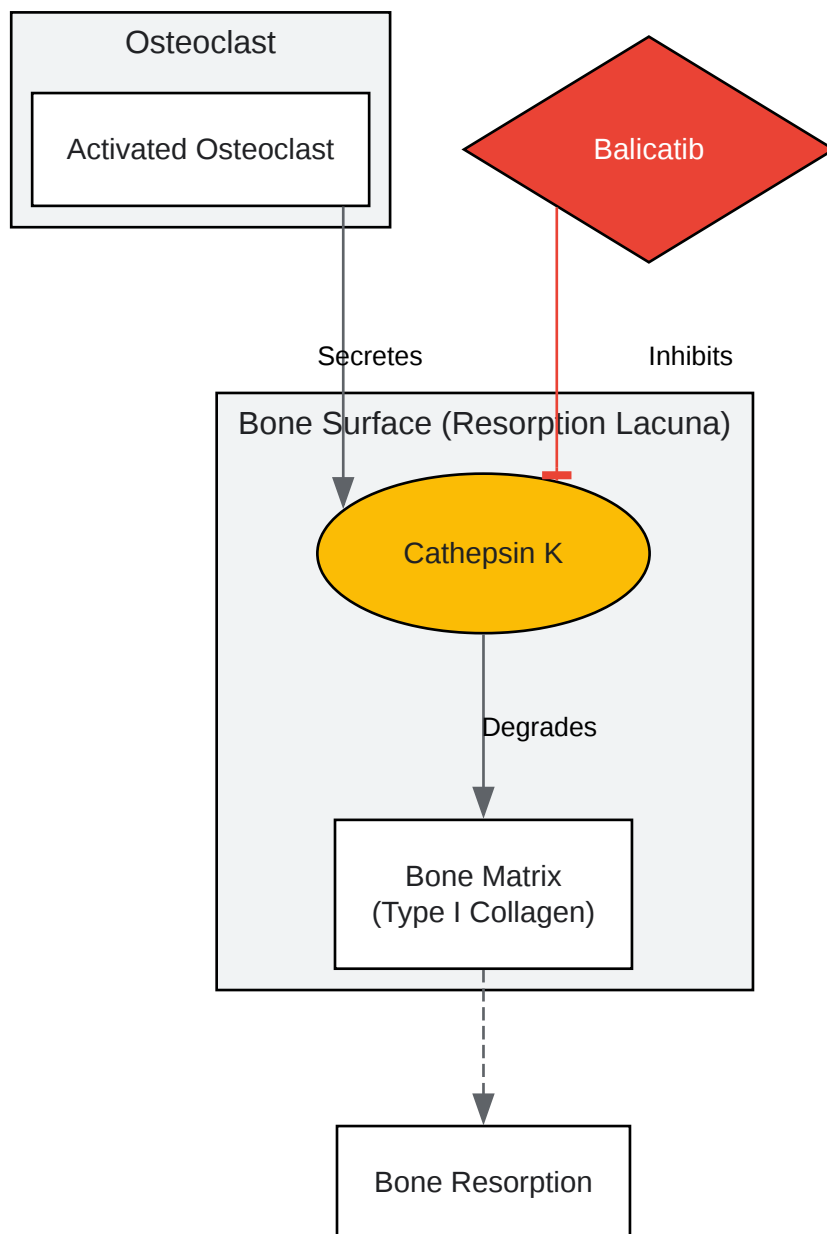 Osteoclast
Activated Osteoclast
Balicatib
Secretes
Inhibits
Bone Surface (Resorption Lacuna)
Cathepsin K
Degrades
Bone Matrix
(Type I Collagen)
Bone Resorption